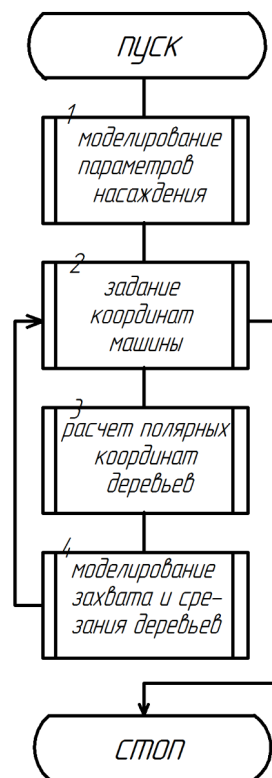 ПУСК
1
моделирование
параметров
насаждения
2
задание
координат
машины
3
расчет полярных
координат
деревьев
4
моделирование
захвата и сре-
зания деревьев
СТОП